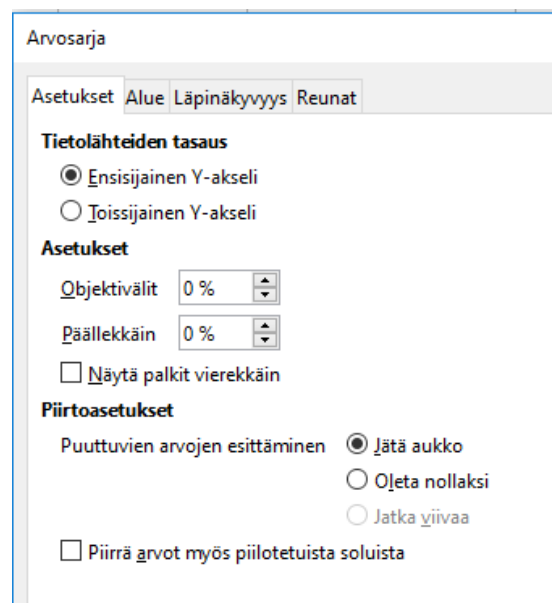 Arvosarja
Asetukset Alue Läpinäkyvyys Reunat
Tietolähteiden tasaus
Ensisijainen Y-akseli
Toissijainen Y-akseli
Asetukset
Objektivälit 0 %
Päällekkäin 0 %
Näytä palkit vierekkäin
Piirtoasetukset
Puuttuvien arvojen esittäminen Jätä aukko
Oleta nollaksi
Jatka viivaa
Piirrä arvot myös piilotetuista soluista